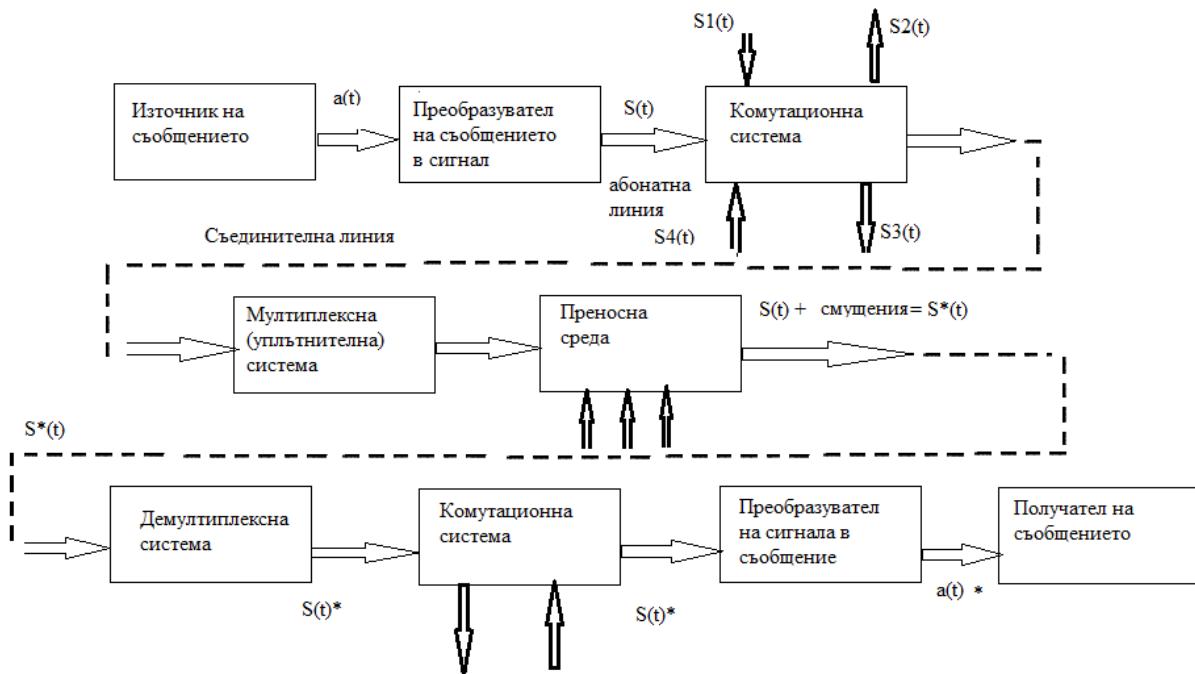 S1(t)
S2(t)
Източник на
съобщението
a(t)
Преобразувател
на съобщението
в сигнал
S(t)
Комутационна
система
абонатна
линия
S4(t)
S3(t)
Съединителна линия
Мултиплексна
(уплътнителна)
система
Преносна
среда
S(t) + смущения= S*(t)
S*(t)
Демултиплексна
система
S(t)*
Комутационна
система
S(t)*
Преобразувател
на сигнала в
съобщение
a(t) *
Получател на
съобщението